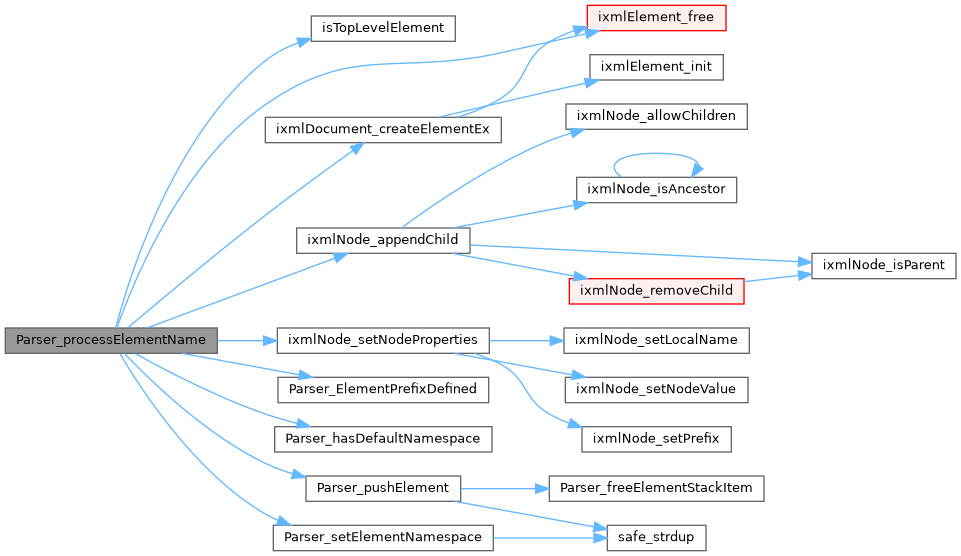 Parser_processElementName
isTopLevelElement
ixmlDocument_createElementEx
ixmlNode_appendChild
ixmlNode_setNodeProperties
Parser_ElementPrefixDefined
Parser_hasDefaultNamespace
Parser_pushElement
Parser_setElementNamespace
ixmlElement_free
ixmlElement_init
ixmlNode_allowChildren
ixmlNode_isAncestor
ixmlNode_removeChild
ixmlNode_setLocalName
ixmlNode_setNodeValue
ixmlNode_setPrefix
Parser_freeElementStackItem
safe_strdup
ixmlNode_isParent